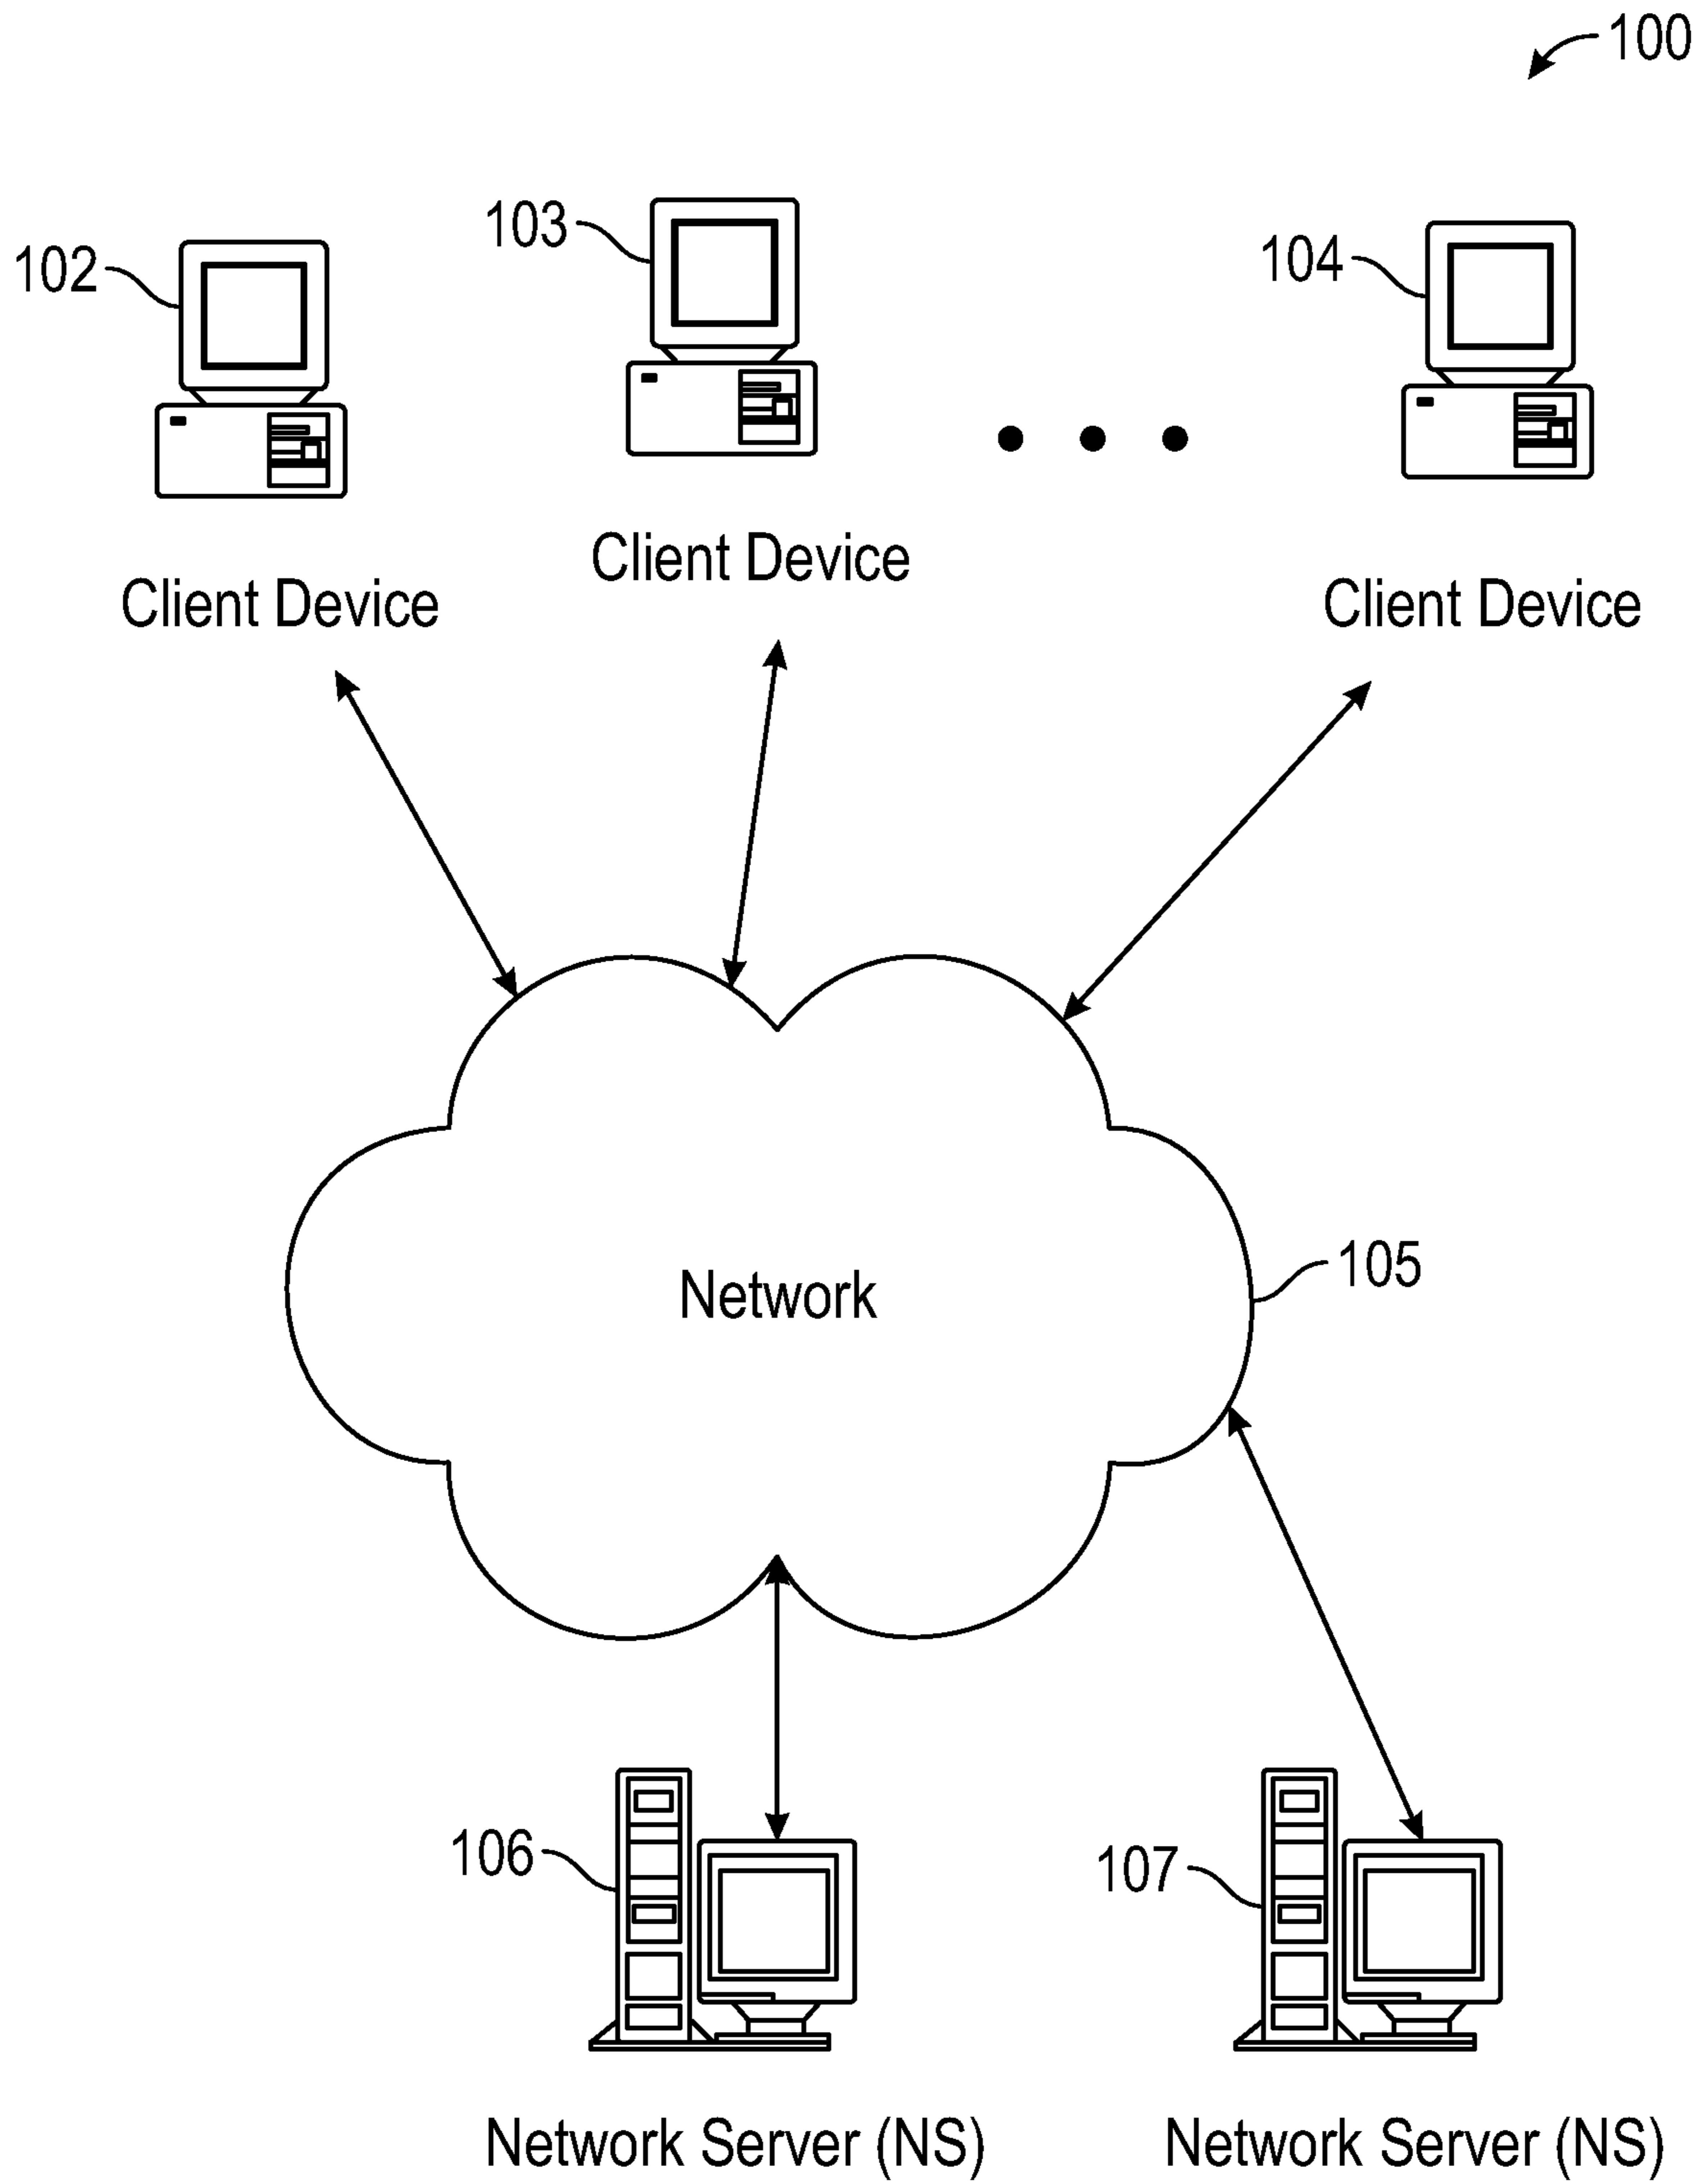 100
103
102
104
Client Device
Client Device
Client Device
Network
105
106
107
Network Server (NS)
Network Server (NS)